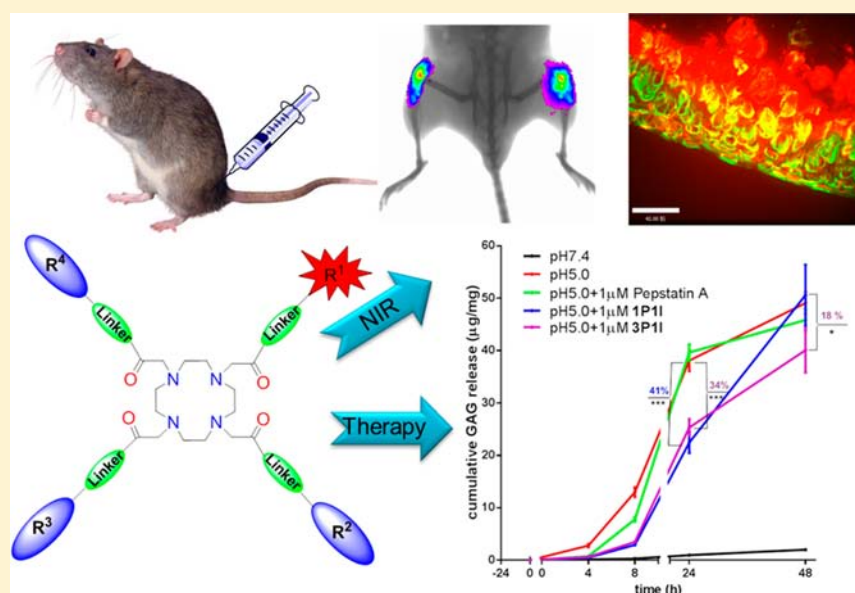 R4
Linker
O
R1
Linker
O
NIR
N N
N N
Therapy
O
Linker
R3
O
Linker
R2
pH7.4
pH5.0
pH5.0+1μM Pepstatin A
pH5.0+1μM 1P1I
pH5.0+1μM 3P1I
cumulative GAG release (μg/mg)
60
50
40
30
20
10
0
41%
***
34%
***
18 %
*
-24 0 0 4 8 24 48
time (h)